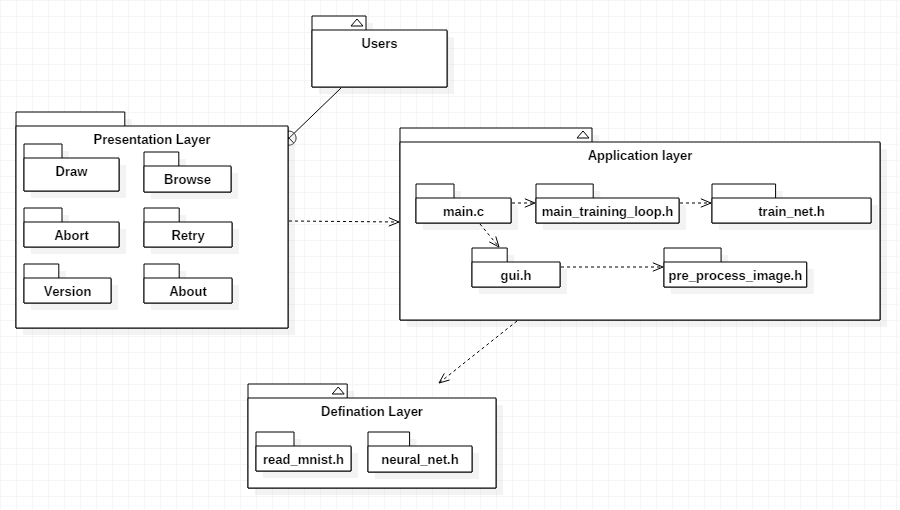 Users
Presentation Layer
Draw
Browse
Abort
Retry
Version
About
Application layer
main.c
main_training_loop.h
train_net.h
gui.h
pre_process_image.h
Defination Layer
read_mnist.h
neural_net.h